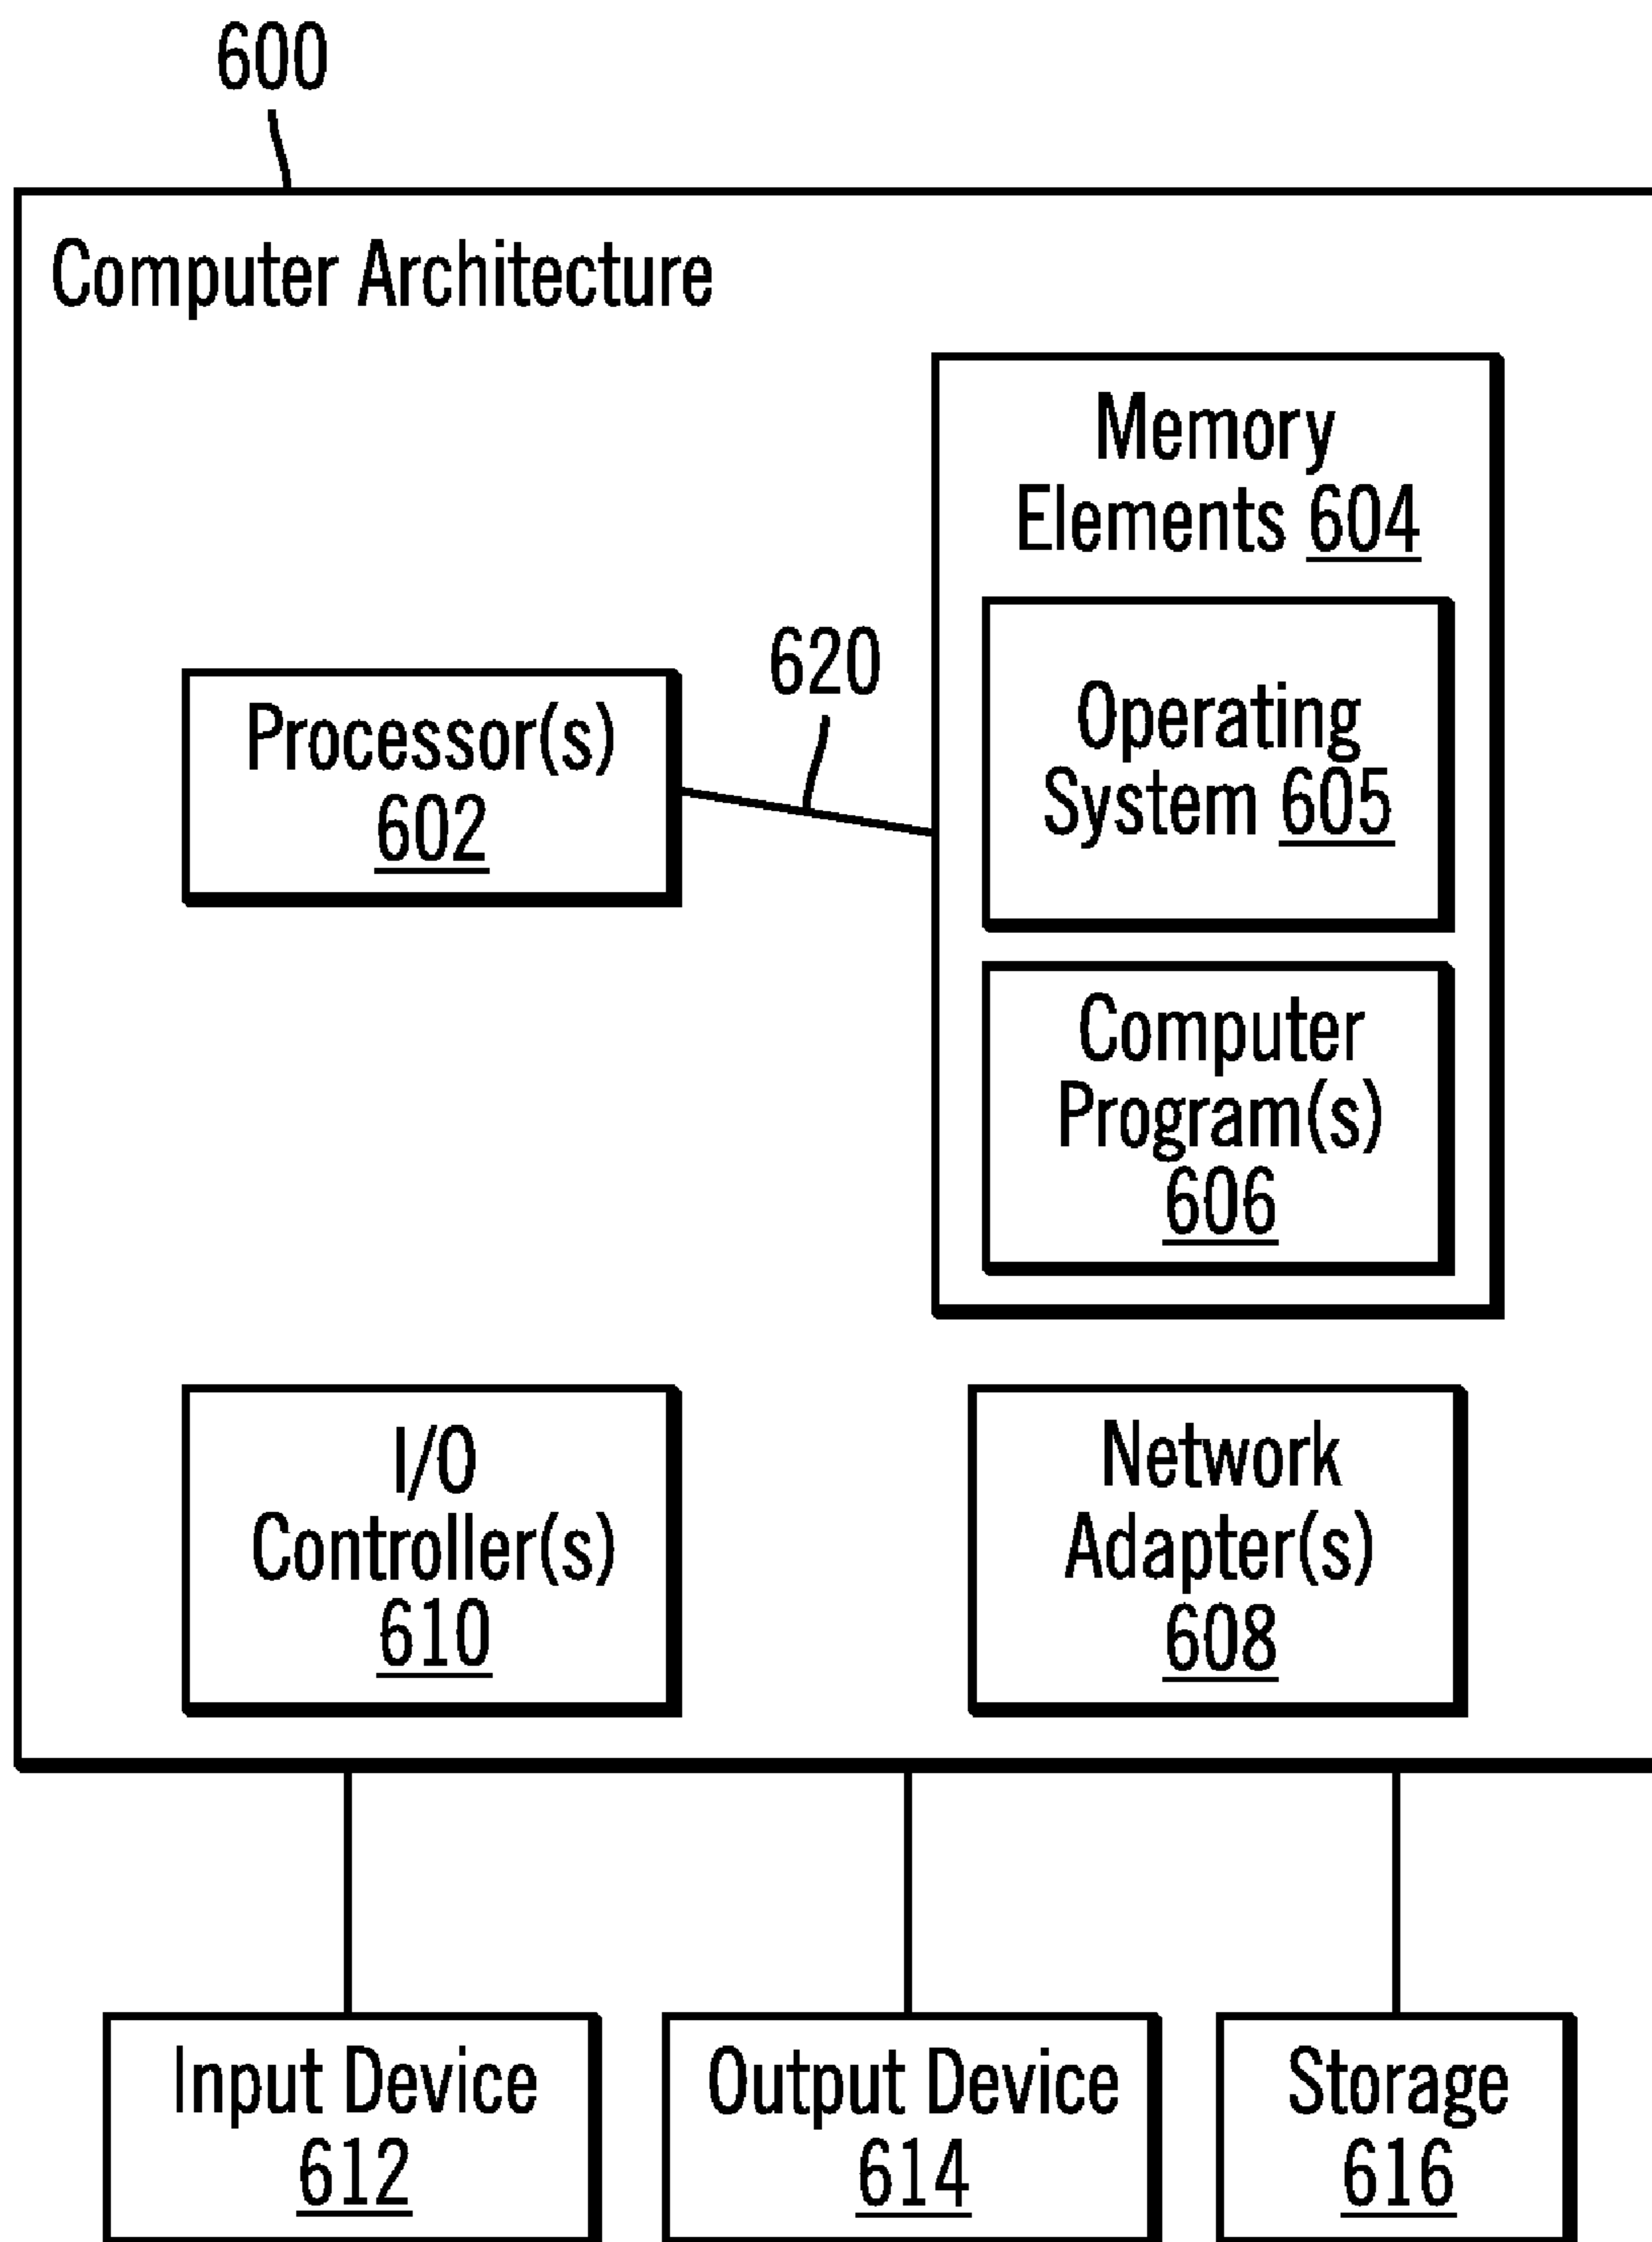 600
Computer Architecture
Memory
Elements 604
620
Processor(s)
602
Operating
System 605
Computer
Program(s)
606
I/O
Controller(s)
610
Network
Adapter(s)
608
Input Device
612
Output Device
614
Storage
616